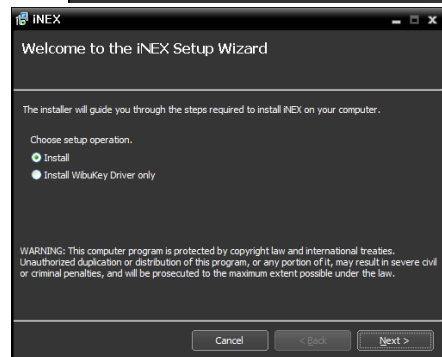 iNEX
Welcome to the iNEX Setup Wizard
The installer will guide you through the steps required to install iNEX on your computer.
Choose setup operation.
Install
Install WibuKey Driver only
WARNING: This computer program is protected by copyright law and international treaties.
Unauthorized duplication or distribution of this program, or any portion of it, may result in severe civil
or criminal penalties, and will be prosecuted to the maximum extent possible under the law.
Cancel < Back Next >